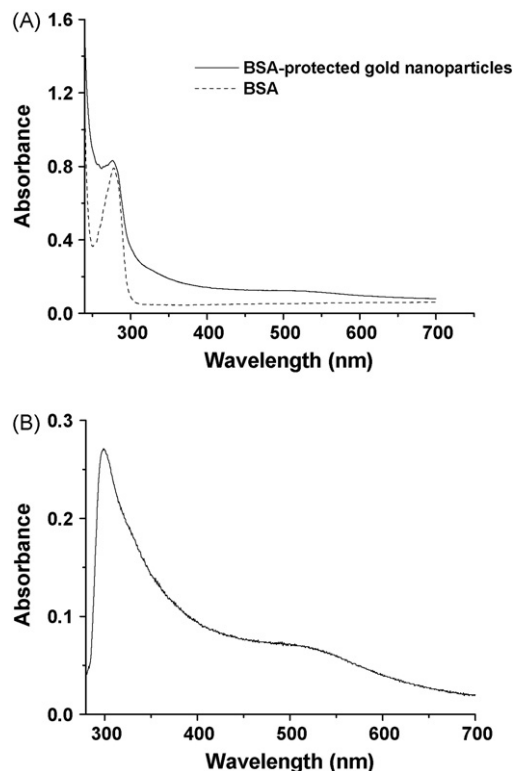 (A)
1.6
1.2
0.8
0.4
0.0
Absorbance
BSA-protected gold nanoparticles
BSA
300 400 500 600 700
Wavelength (nm)
(B)
0.3
0.2
0.1
0.0
Absorbance
300 400 500 600 700
Wavelength (nm)